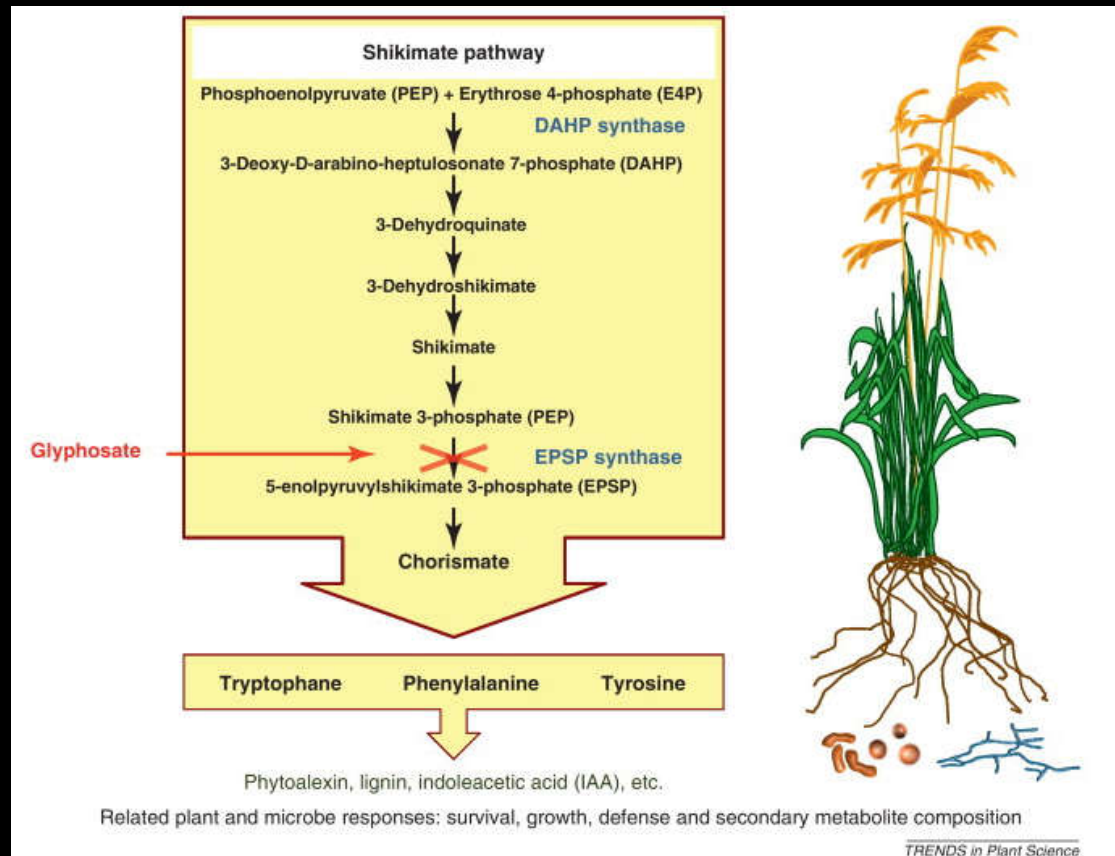 Shikimate pathway
Phosphoenolpyruvate (PEP) + Erythrose 4-phosphate (E4P)
DAHP synthase
3-Deoxy-D-arabino-heptulosonate 7-phosphate (DAHP)
3-Dehydroquinate
3-Dehydroshikimate
Shikimate
Shikimate 3-phosphate (PEP)
Glyphosate
EPSP synthase
5-enolpyruvylshikimate 3-phosphate (EPSP)
Chorismate
Tryptophane Phenylalanine Tyrosine
Phytoalexin, lignin, indoleacetic acid (IAA), etc.
Related plant and microbe responses: survival, growth, defense and secondary metabolite composition
TRENDS in Plant Science